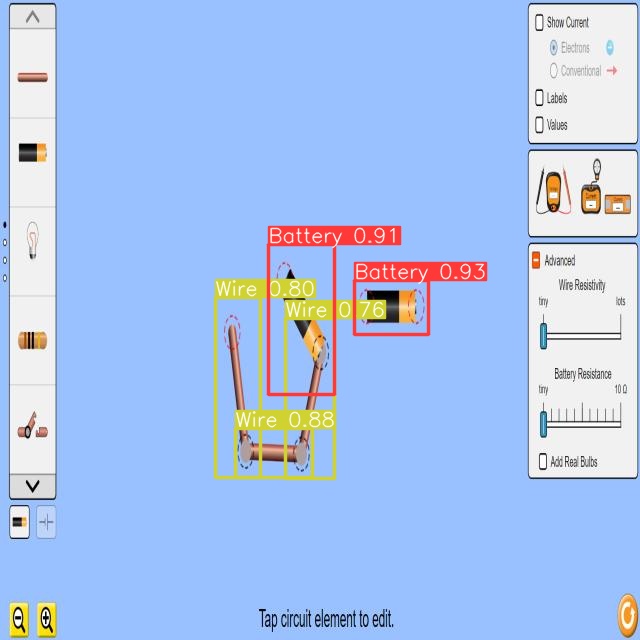 Show Current
Electrons
Conventional
Labels
Values
Battery 0.91
Battery 0.93
Wire 0.80
Wire 0.76
Wire 0.88
Advanced
Wire Resistivity
tiny lots
Battery Resistance
tiny 10 Ω
Add Real Bulbs
Tap circuit element to edit.